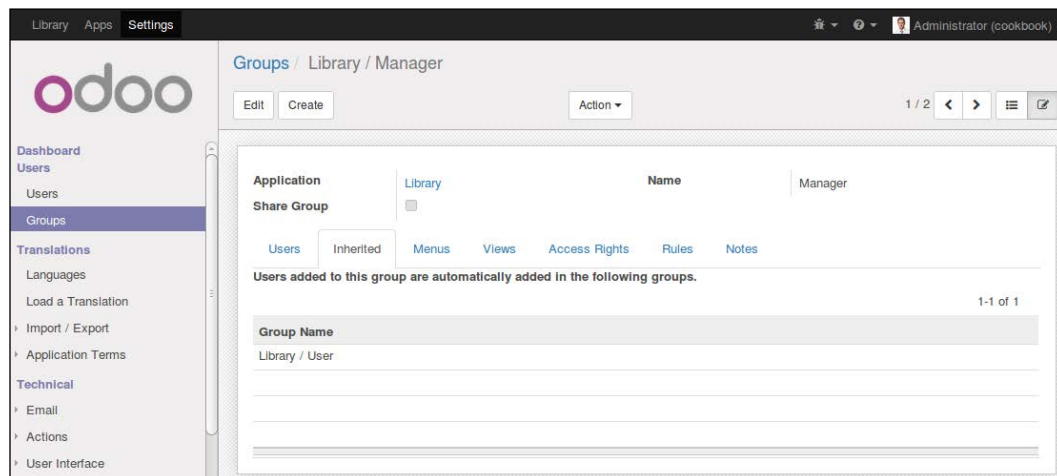 Library Apps Settings
Administrator (cookbook)
odoo
Groups / Library / Manager
Edit Create Action 1 / 2
Dashboard
Users
Users
Groups
Translations
Languages
Load a Translation
Import / Export
Application Terms
Technical
Email
Actions
User Interface
Application Library Name Manager
Share Group
Users Inherited Menus Views Access Rights Rules Notes
Users added to this group are automatically added in the following groups.
1-1 of 1
Group Name
Library / User